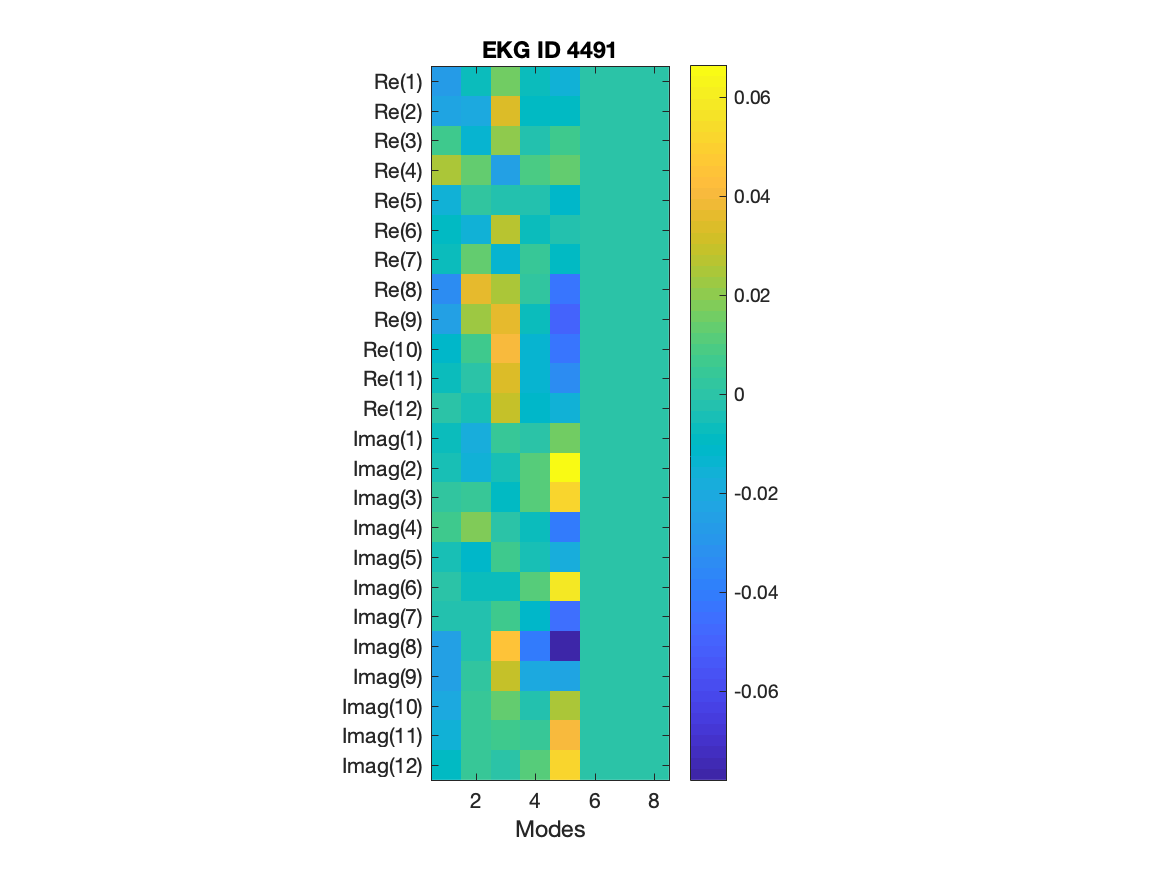 EKG ID 4491
Re(1)
Re(2)
Re(3)
Re(4)
Re(5)
Re(6)
Re(7)
Re(8)
Re(9)
Re(10)
Re(11)
Re(12)
Imag(1)
Imag(2)
Imag(3)
Imag(4)
Imag(5)
Imag(6)
Imag(7)
Imag(8)
Imag(9)
Imag(10)
Imag(11)
Imag(12)
2 4 6 8
Modes
0.06
0.04
0.02
0
-0.02
-0.04
-0.06